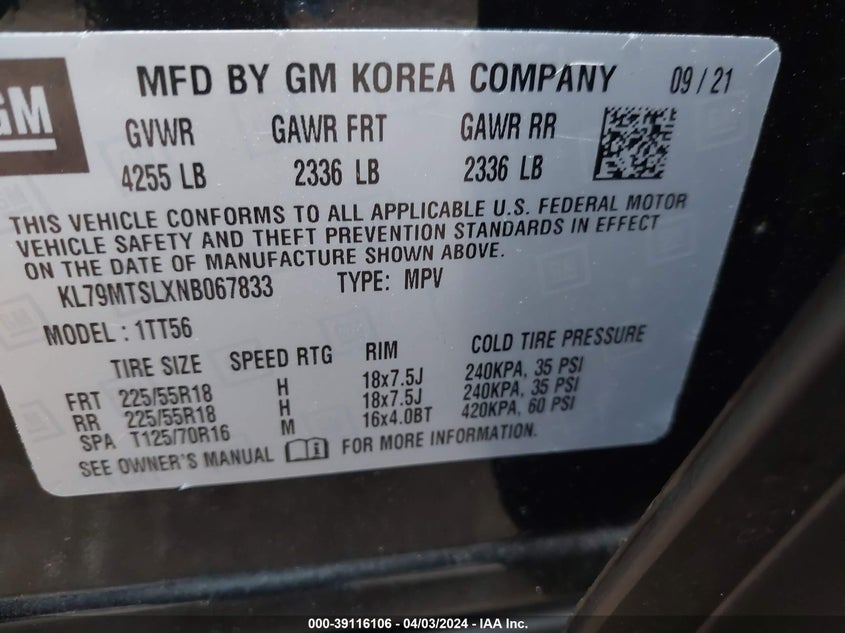 GM
MFD BY GM KOREA COMPANY 09/21
GVWR GAWR FRT GAWR RR
4255 LB 2336 LB 2336 LB
THIS VEHICLE CONFORMS TO ALL APPLICABLE U.S. FEDERAL MOTOR
VEHICLE SAFETY AND THEFT PREVENTION STANDARDS IN EFFECT
ON THE DATE OF MANUFACTURE SHOWN ABOVE.
KL79MTSLXNB067833 TYPE: MPV
MODEL: 1TT56
TIRE SIZE SPEED RTG RIM COLD TIRE PRESSURE
FRT 225/55R18 H 18x7.5J 240KPA, 35 PSI
RR 225/55R18 H 18x7.5J 240KPA, 35 PSI
SPA T125/70R16 M 16x4.0BT 420KPA, 60 PSI
SEE OWNER'S MANUAL i FOR MORE INFORMATION.
000-39116106 - 04/03/2024 - IAA Inc.